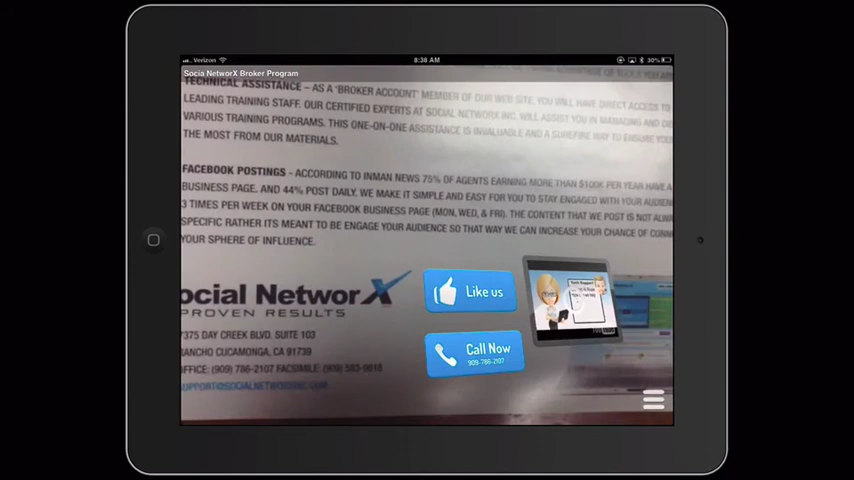 Verizon
8:38 AM
30%
Socia NetworX Broker Program
TECHNICAL ASSISTANCE – AS A 'BROKER ACCOUNT' MEMBER OF OUR WEB SITE, YOU WILL HAVE DIRECT ACCESS TO
LEADING TRAINING STAFF. OUR CERTIFIED EXPERTS AT SOCIAL NETWORX INC. WILL ASSIST YOU IN MANAGING AND
VARIOUS TRAINING PROGRAMS. THIS ONE-ON-ONE ASSISTANCE IS INVALUABLE AND A SUREFIRE WAY TO ENSURE
THE MOST FROM OUR MATERIALS.
FACEBOOK POSTINGS - ACCORDING TO INMAN NEWS 75% OF AGENTS EARNING MORE THAN $100K PER YEAR HAVE A
BUSINESS PAGE, AND 44% POST DAILY. WE MAKE IT SIMPLE AND EASY FOR YOU TO STAY ENGAGED WITH YOUR
3 TIMES PER WEEK ON YOUR FACEBOOK BUSINESS PAGE (MON, WED, & FRI). THE CONTENT THAT WE POST IS NOT
SPECIFIC RATHER ITS MEANT TO BE ENGAGE YOUR AUDIENCE SO THAT WAY WE CAN INCREASE YOUR CHANCE OF
YOUR SPHERE OF INFLUENCE.
ocial NetworX
PROVEN RESULTS
7375 DAY CREEK BLVD. SUITE 103
RANCHO CUCAMONGA, CA 91739
OFFICE: (909) 786-2107 FACSIMILE: (909) 583-9818
Like us
Call Now
909-786-2107